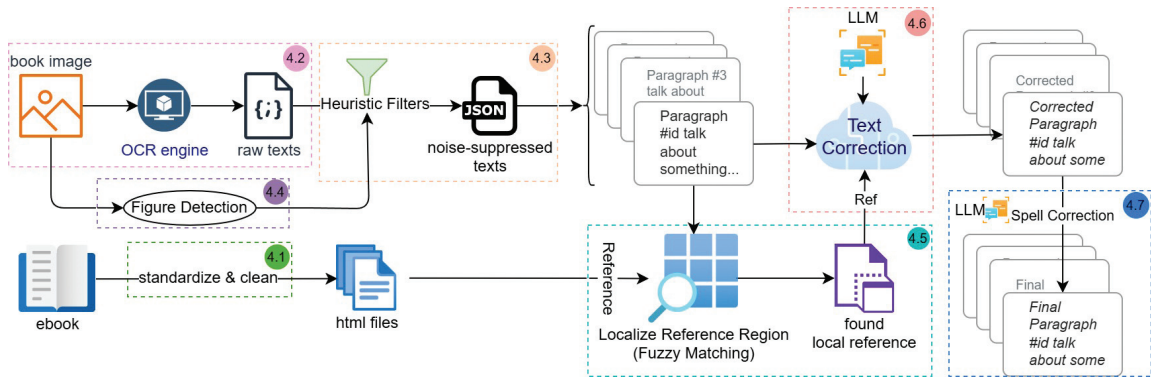 book image
4.2
{;}
OCR engine
raw texts
4.4
Figure Detection
4.3
Heuristic Filters
JSON
noise-suppressed
texts
Paragraph #3
talk about
Paragraph
#id talk
about
something...
4.6
LLM
Text
Correction
Ref
Corrected
Corrected
Paragraph
#id talk
about some
4.7
LLM
Spell Correction
Final
Final
Paragraph
#id talk
about some
4.1
standardize & clean
ebook
html files
4.5
Reference
Localize Reference Region
(Fuzzy Matching)
found
local reference